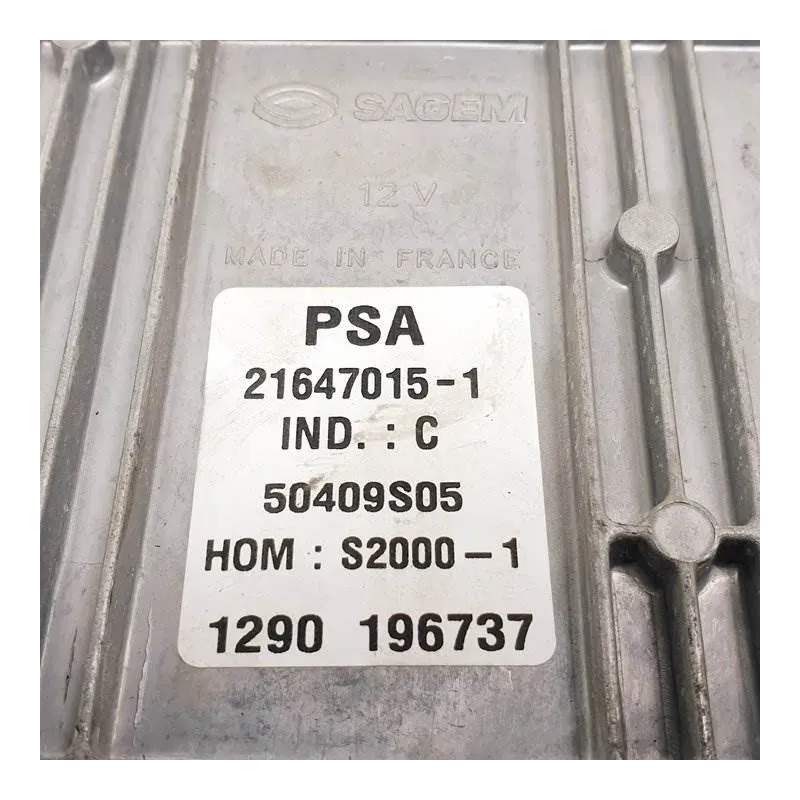 SAGEM
12 V
MADE IN FRANCE
PSA
21647015-1
IND. : C
50409S05
HOM : S2000-1
1290 196737